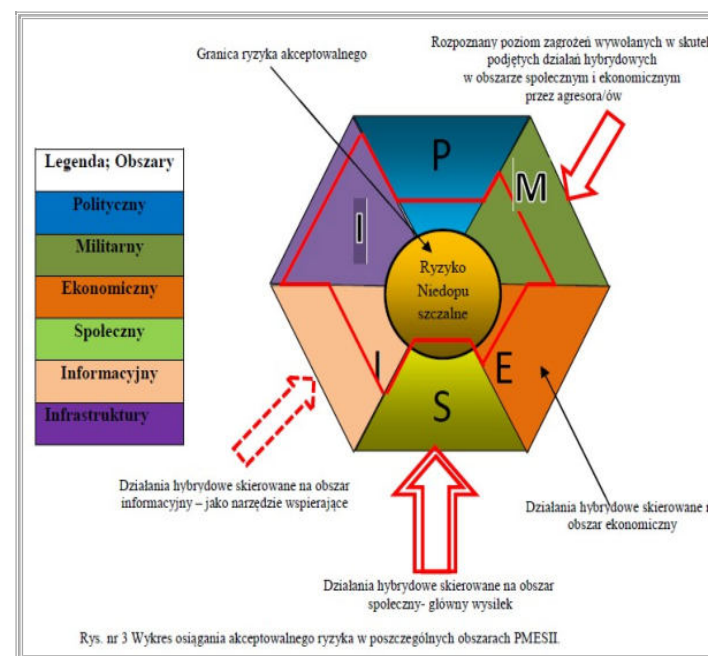 Granica ryzyka akceptowalnego
Rozpoznany poziom zagrożeń wywołanych w skutek
podjętych działań hybrydowych
w obszarze społecznym i ekonomicznym
przez agresora/ów
Legenda; Obszary
Polityczny
Militarny
Ekonomiczny
Społeczny
Informacyjny
Infrastruktury
P
M
I
Ryzyko
Niedopu
szczalne
I
E
S
Działania hybrydowe skierowane na obszar
informacyjny – jako narzędzie wspierające
Działania hybrydowe skierowane n
obszar ekonomiczny
Działania hybrydowe skierowane na obszar
społeczny- główny wysiłek
Rys. nr 3 Wykres osiągania akceptowalnego ryzyka w poszczególnych obszarach PMESII.